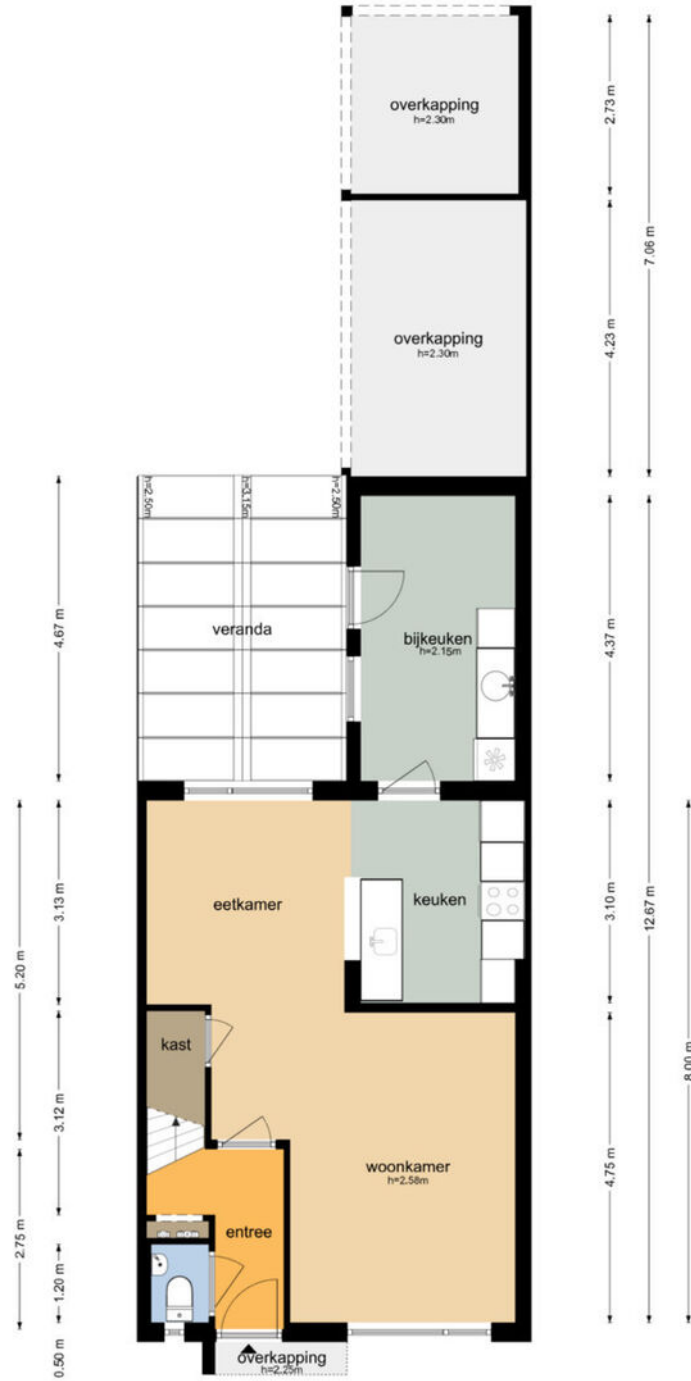 overkapping
h=2.30m
2.73 m
7.06 m
overkapping
h=2.30m
4.23 m
h=2.50m
h=3.15m
h=2.50m
veranda
4.67 m
bijkeuken
h=2.15m
4.37 m
12.67 m
eetkamer
keuken
3.13 m
5.20 m
3.10 m
8.00 m
kast
3.12 m
woonkamer
h=2.58m
4.75 m
entree
2.75 m
1.20 m
0.50 m
overkapping
h=2.25m